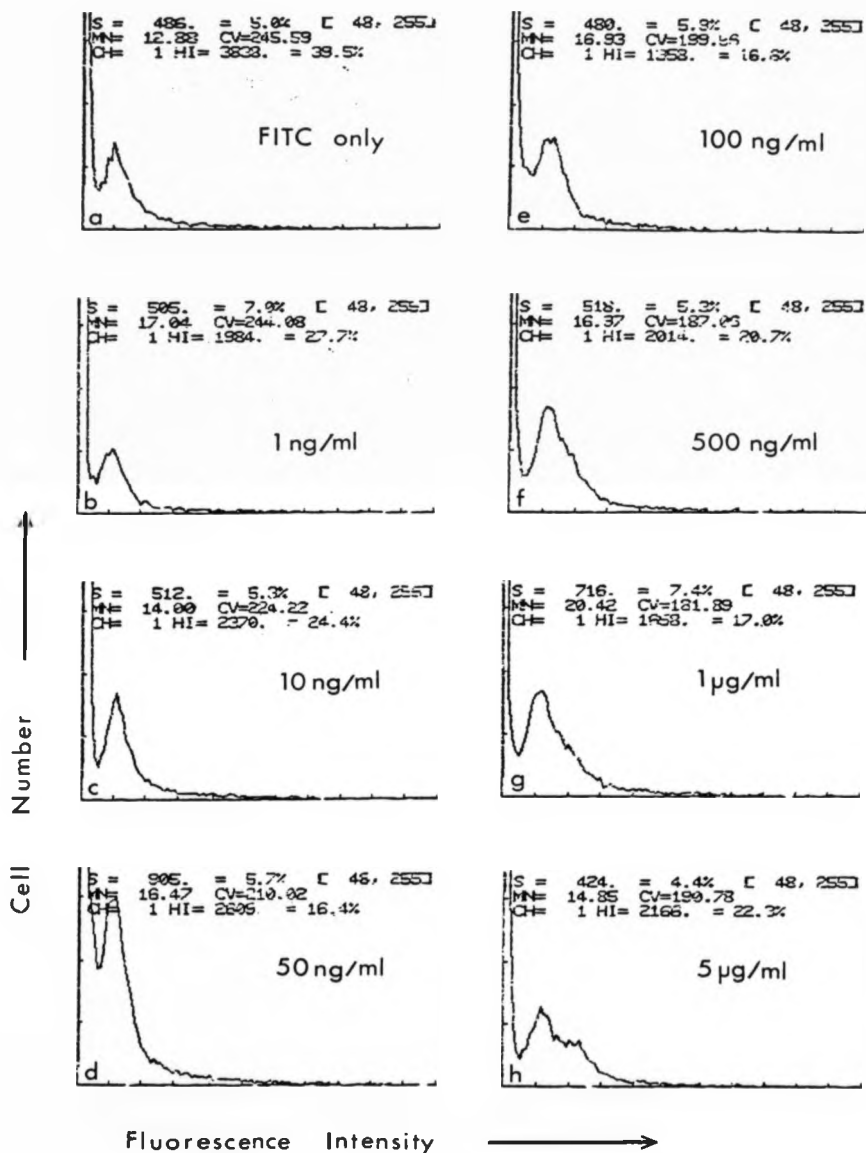 S = 486. = 5.0% [ 48, 255]
MN= 12.88 CV=245.59
CH= 1 HI= 3838. = 39.5%
FITC only
a
S = 505. = 7.0% [ 48, 255]
MN= 17.04 CV=244.08
CH= 1 HI= 1984. = 27.7%
1 ng/ml
b
S = 512. = 5.3% [ 48, 255]
MN= 14.00 CV=224.22
CH= 1 HI= 2370. = 24.4%
10 ng/ml
c
S = = 5.7% [ 48, 255]
MN= 16.47 CV=210.02
CH= 1 HI= = 16.4%
50 ng/ml
d
S = 480. = 5.9% [ 48, 255]
MN= 16.93
CH= 1 HI= 1358. = 16.6%
100 ng/ml
e
S = 518. = 5.3% [ 48, 255]
MN= 16.37
CH= 1 HI= 2014. = 20.7%
500 ng/ml
f
S = 716. = 7.4% [ 48, 255]
MN= 20.42 CV=181.89
CH= 1 HI= = 17.0%
1 µg/ml
g
S = 424. = 4.4% [ 48, 255]
MN= 14.85 CV=190.78
CH= 1 HI= 2166. = 22.3%
5 µg/ml
h
Cell Number
Fluorescence Intensity